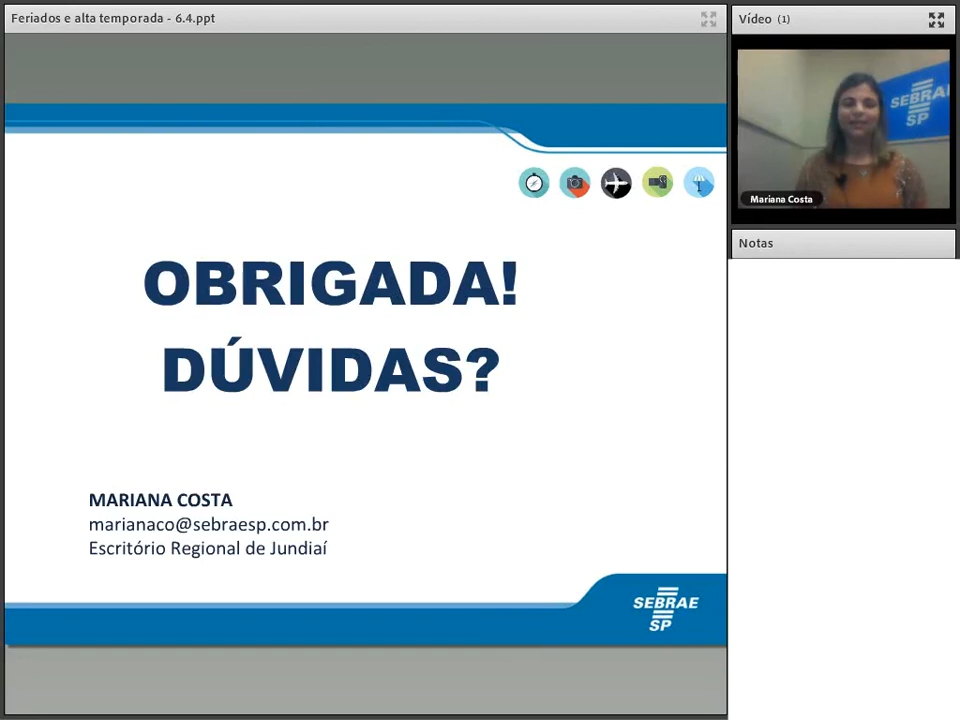 Feriados e alta temporada - 6.4.ppt
OBRIGADA!
DÚVIDAS?
MARIANA COSTA
marianaco@sebraesp.com.br
Escritório Regional de Jundiaí
SEBRAE
SP
Vídeo (1)
SEBRAE
SP
Mariana Costa
Notas